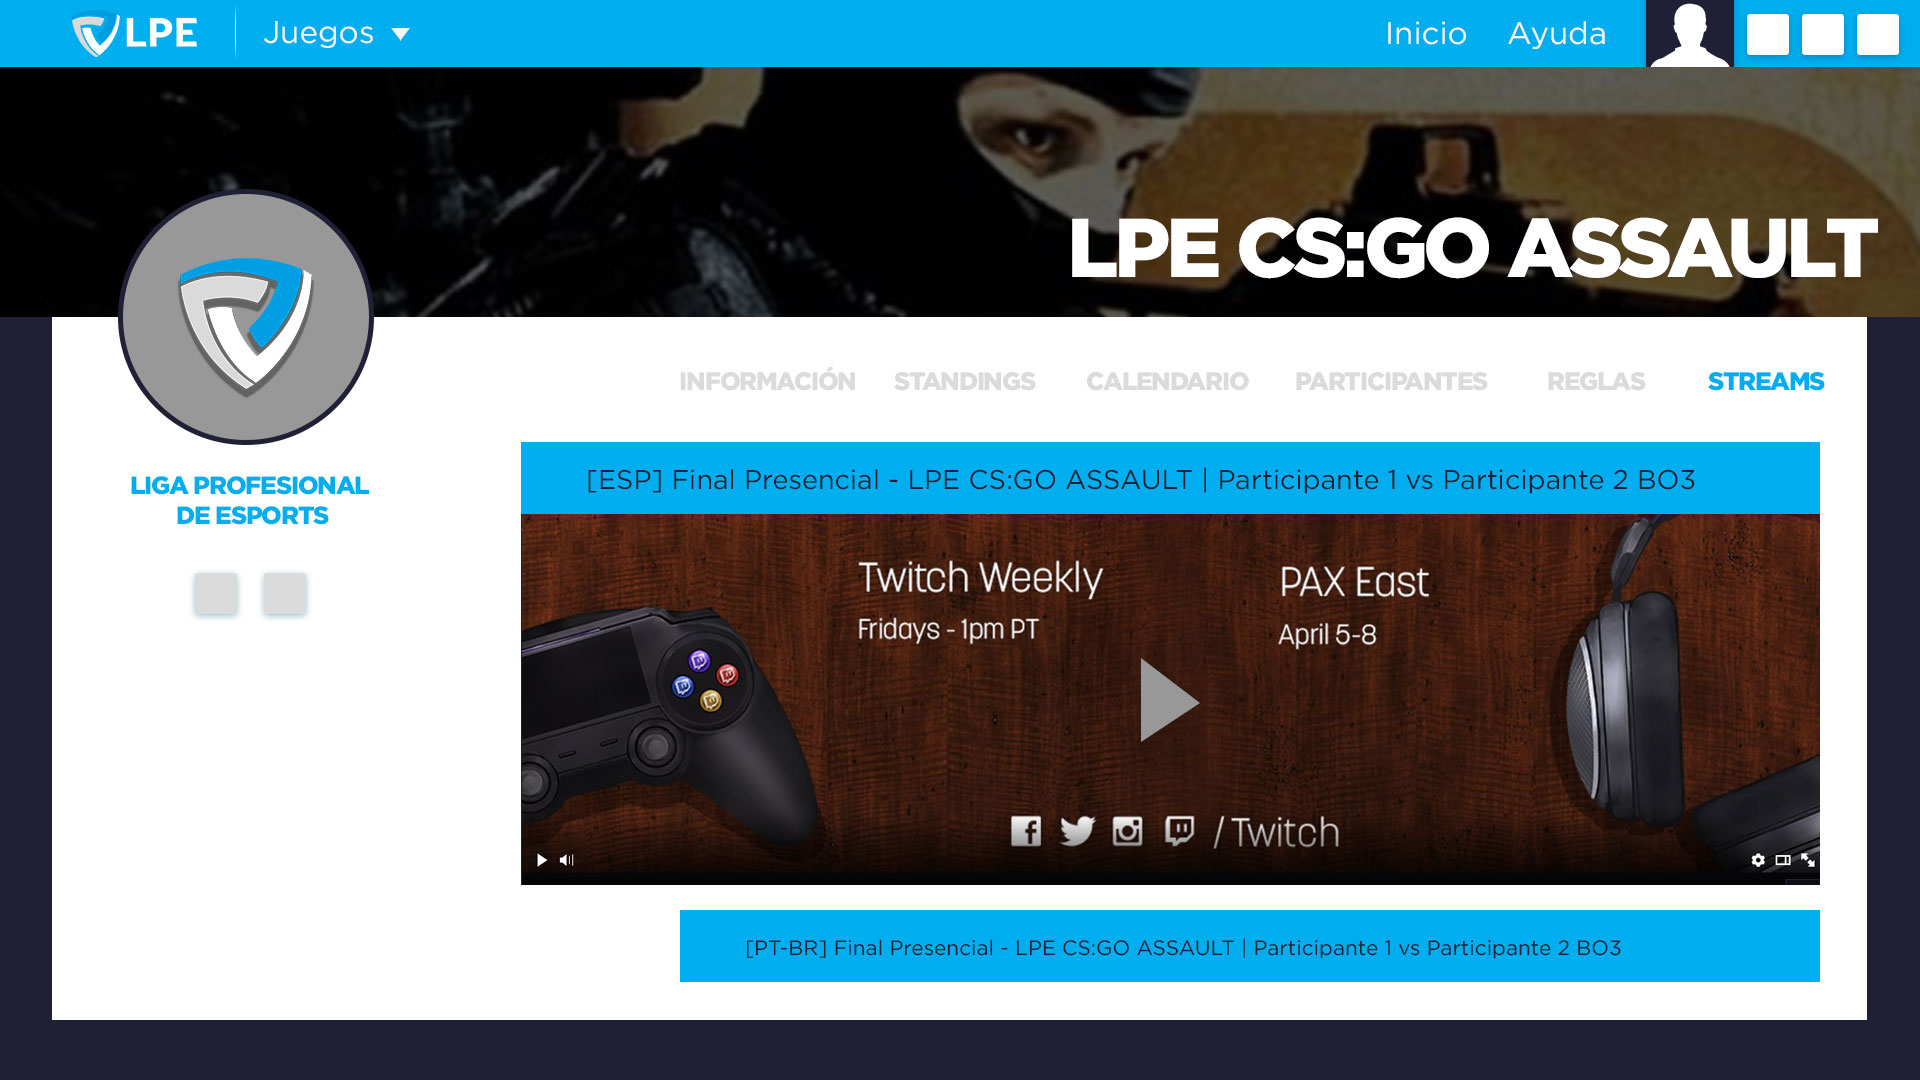 LPE
Juegos
Inicio
Ayuda
LPE CS:GO ASSAULT
INFORMACIÓN
STANDINGS
CALENDARIO
PARTICIPANTES
REGLAS
STREAMS
LIGA PROFESIONAL
DE ESPORTS
[ESP] Final Presencial - LPE CS:GO ASSAULT | Participante 1 vs Participante 2 BO3
Twitch Weekly
Fridays - 1pm PT
PAX East
April 5-8
/Twitch
[PT-BR] Final Presencial - LPE CS:GO ASSAULT | Participante 1 vs Participante 2 BO3